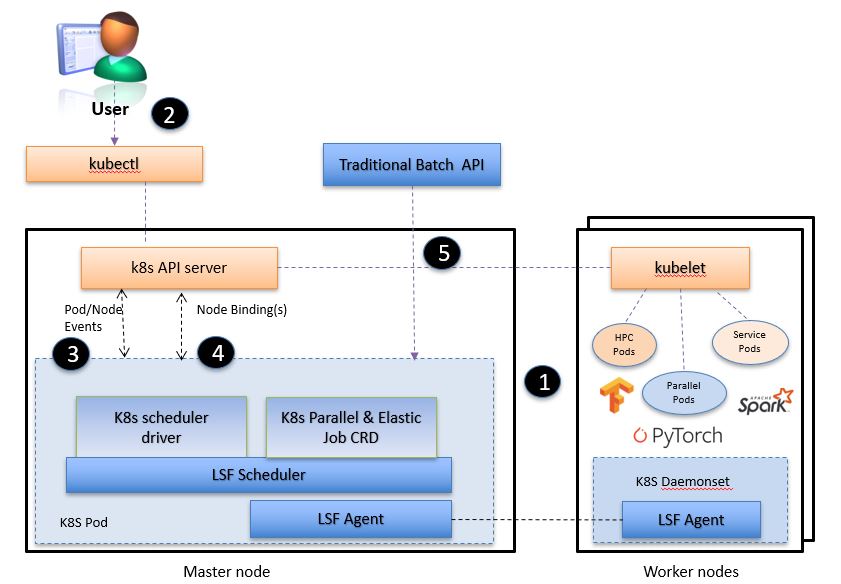 User
2
kubectl
Traditional Batch API
k8s API server
5
kubelet
Pod/Node
Events
Node Binding(s)
3
4
1
HPC
Pods
Service
Pods
Parallel
Pods
APACHE
Spark
PyTorch
K8s scheduler
driver
K8s Parallel & Elastic
Job CRD
LSF Scheduler
K8S Pod
LSF Agent
K8S Daemonset
LSF Agent
Master node
Worker nodes